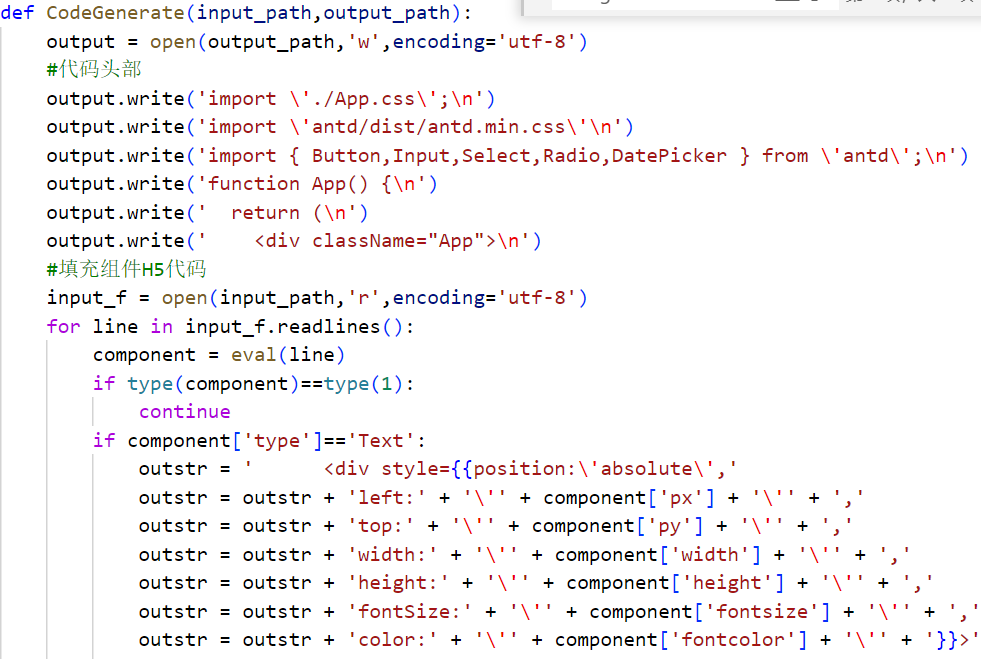 def CodeGenerate(input_path,output_path):
    output = open(output_path,'w',encoding='utf-8')
    #代码头部
    output.write('import \'./App.css\';\n')
    output.write('import \'antd/dist/antd.min.css\'\n')
    output.write('import { Button,Input,Select,Radio,DatePicker } from \'antd\';\n')
    output.write('function App() {\n')
    output.write('  return (\n')
    output.write('    <div className="App">\n')
    #填充组件H5代码
    input_f = open(input_path,'r',encoding='utf-8')
    for line in input_f.readlines():
        component = eval(line)
        if type(component)==type(1):
            continue
        if component['type']=='Text':
            outstr = '      <div style={{position:\'absolute\','
            outstr = outstr + 'left:' + '\'' + component['px'] + '\'' + ','
            outstr = outstr + 'top:' + '\'' + component['py'] + '\'' + ','
            outstr = outstr + 'width:' + '\'' + component['width'] + '\'' + ','
            outstr = outstr + 'height:' + '\'' + component['height'] + '\'' + ','
            outstr = outstr + 'fontSize:' + '\'' + component['fontsize'] + '\'' + ','
            outstr = outstr + 'color:' + '\'' + component['fontcolor'] + '\'' + '}}>'